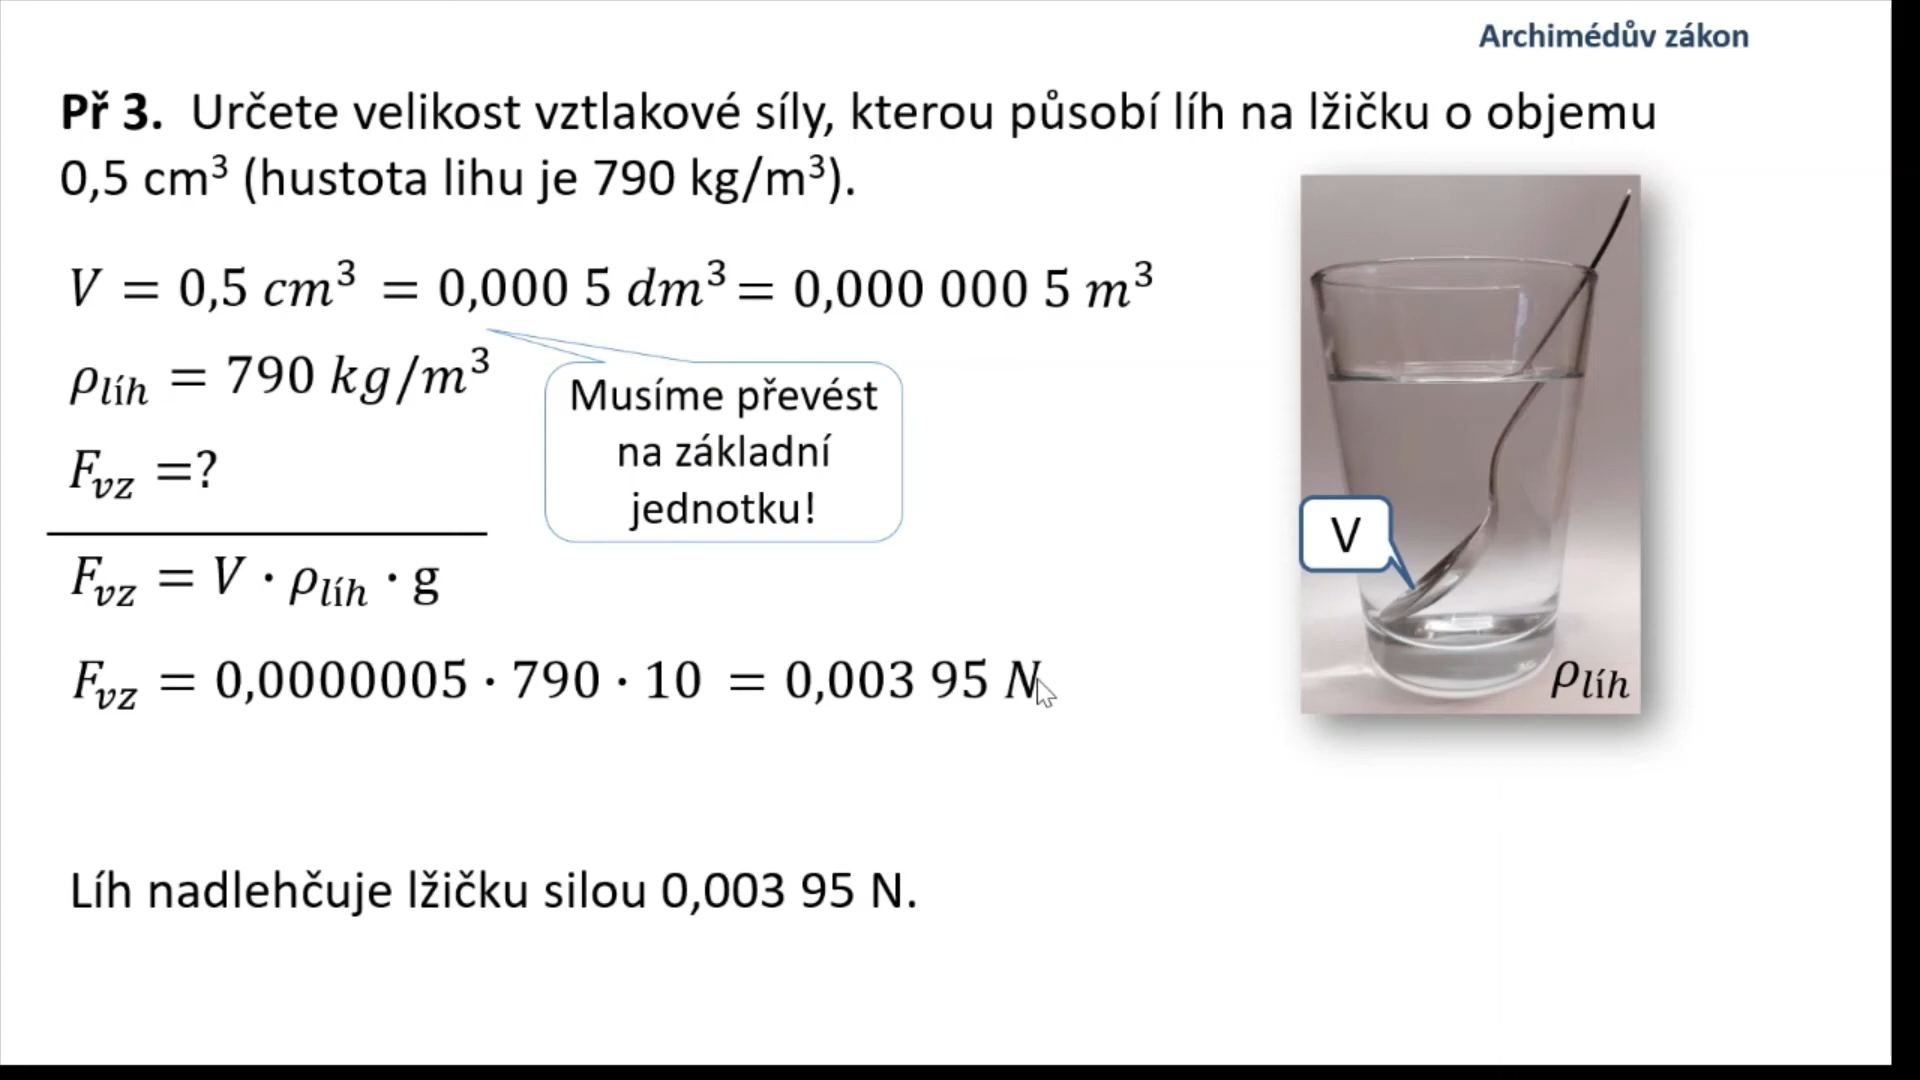 Archimédův zákon
Př 3. Určete velikost vztlakové síly, kterou působí líh na lžičku o objemu
0,5 cm³ (hustota lihu je 790 kg/m³).
V = 0,5 cm³ = 0,000 5 dm³ = 0,000 000 5 m³
ρlíh = 790 kg/m³
Musíme převést
na základní
jednotku!
Fvz =?
V
Fvz = V · ρlíh · g
Fvz = 0,0000005 · 790 · 10 = 0,003 95 N
ρlíh
Líh nadlehčuje lžičku silou 0,003 95 N.